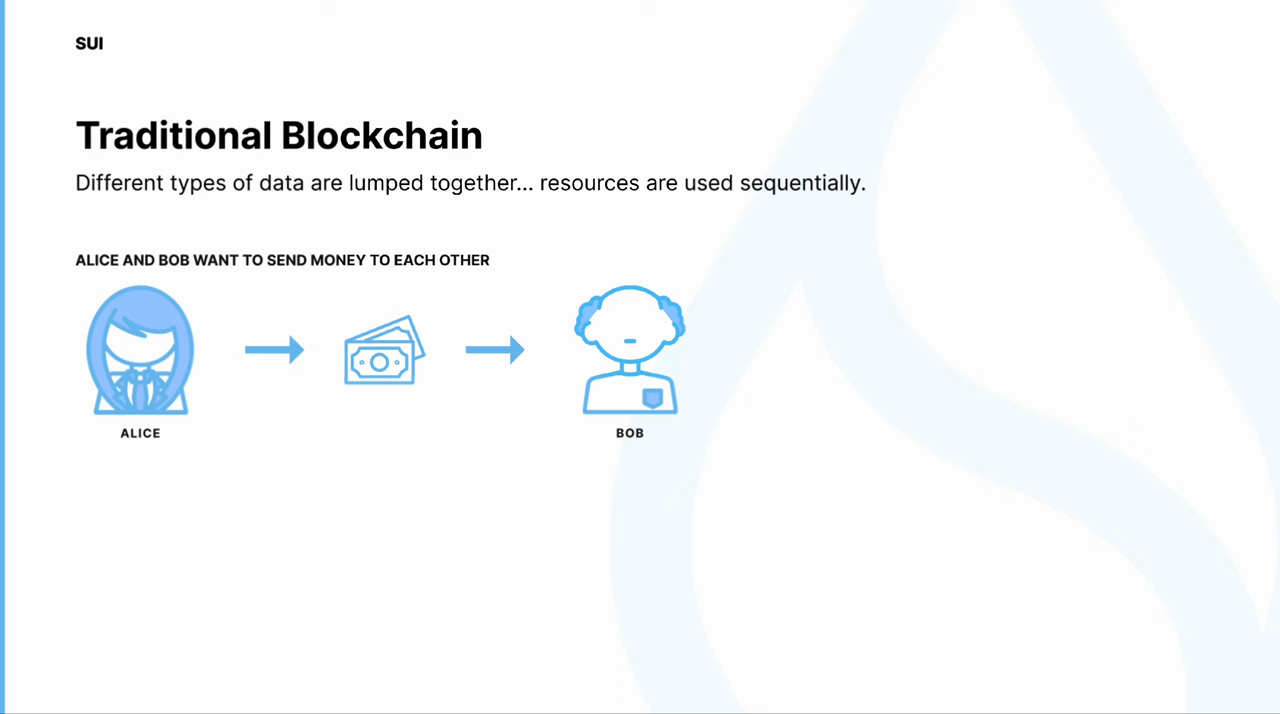 SUI
Traditional Blockchain
Different types of data are lumped together... resources are used sequentially.
ALICE AND BOB WANT TO SEND MONEY TO EACH OTHER
ALICE
BOB